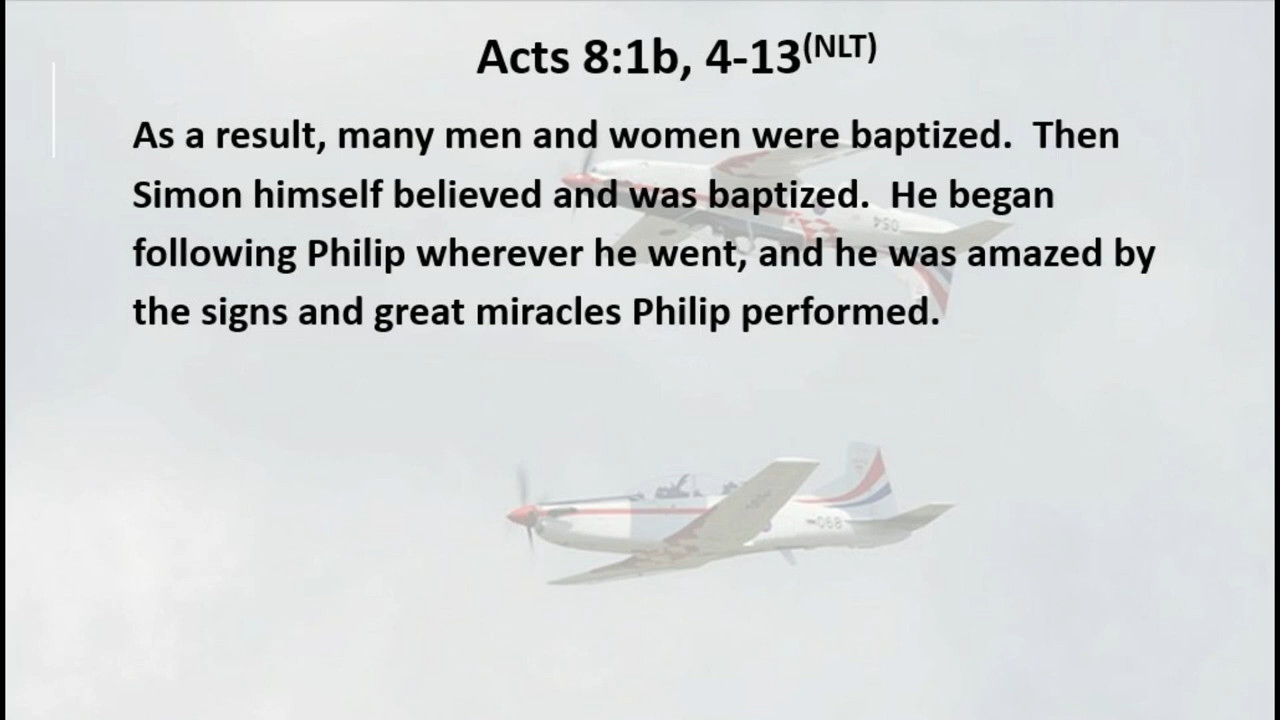 Acts 8:1b, 4-13(NLT)
As a result, many men and women were baptized.  Then
Simon himself believed and was baptized.  He began
following Philip wherever he went, and he was amazed by
the signs and great miracles Philip performed.
054
068